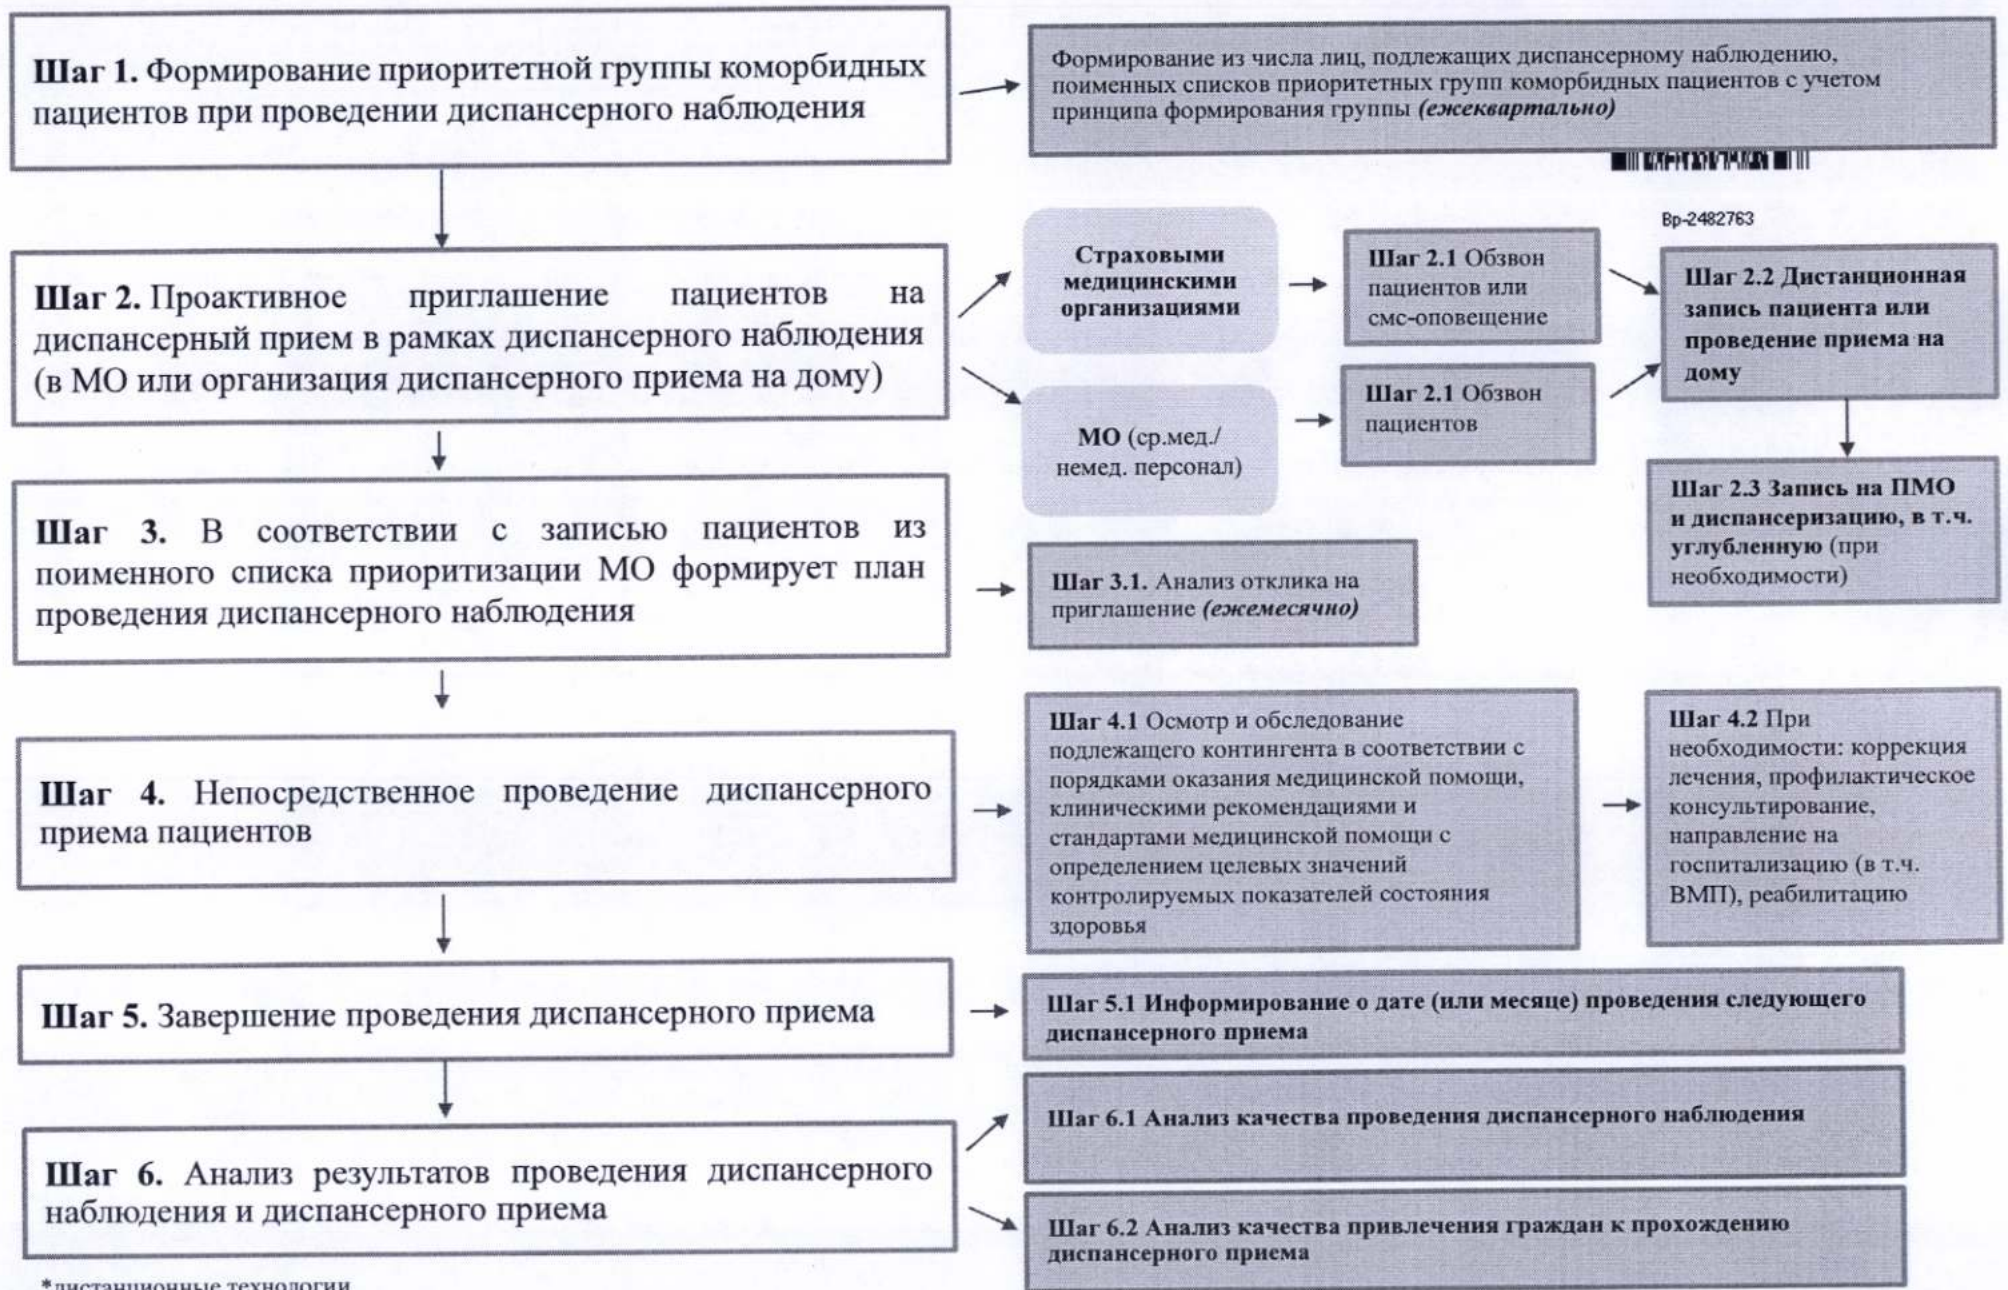 Шаг 1. Формирование приоритетной группы коморбидных
пациентов при проведении диспансерного наблюдения
Формирование из числа лиц, подлежащих диспансерному наблюдению,
поименных списков приоритетных групп коморбидных пациентов с учетом
принципа формирования группы (ежеквартально)
Вр-2482763
Шаг 2. Проактивное приглашение пациентов на
диспансерный прием в рамках диспансерного наблюдения
(в МО или организация диспансерного приема на дому)
Страховыми
медицинскими
организациями
Шаг 2.1 Обзвон
пациентов или
смс-оповещение
МО (ср.мед./
немед. персонал)
Шаг 2.1 Обзвон
пациентов
Шаг 2.2 Дистанционная
запись пациента или
проведение приема на
дому
Шаг 2.3 Запись на ПМО
и диспансеризацию, в т.ч.
углубленную (при
необходимости)
Шаг 3. В соответствии с записью пациентов из
поименного списка приоритизации МО формирует план
проведения диспансерного наблюдения
Шаг 3.1. Анализ отклика на
приглашение (ежемесячно)
Шаг 4. Непосредственное проведение диспансерного
приема пациентов
Шаг 4.1 Осмотр и обследование
подлежащего контингента в соответствии с
порядками оказания медицинской помощи,
клиническими рекомендациями и
стандартами медицинской помощи с
определением целевых значений
контролируемых показателей состояния
здоровья
Шаг 4.2 При
необходимости: коррекция
лечения, профилактическое
консультирование,
направление на
госпитализацию (в т.ч.
ВМП), реабилитацию
Шаг 5. Завершение проведения диспансерного приема
Шаг 5.1 Информирование о дате (или месяце) проведения следующего
диспансерного приема
Шаг 6. Анализ результатов проведения диспансерного
наблюдения и диспансерного приема
Шаг 6.1 Анализ качества проведения диспансерного наблюдения
Шаг 6.2 Анализ качества привлечения граждан к прохождению
диспансерного приема
*дистанционные технологии